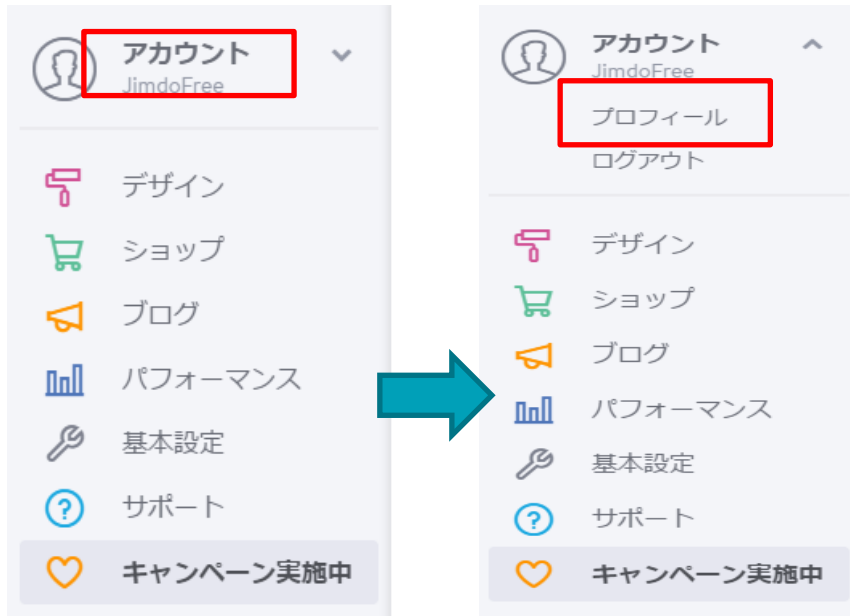 アカウント
JimdoFree
デザイン
ショップ
ブログ
パフォーマンス
基本設定
サポート
キャンペーン実施中
アカウント
JimdoFree
プロフィール
ログアウト
デザイン
ショップ
ブログ
パフォーマンス
基本設定
サポート
キャンペーン実施中